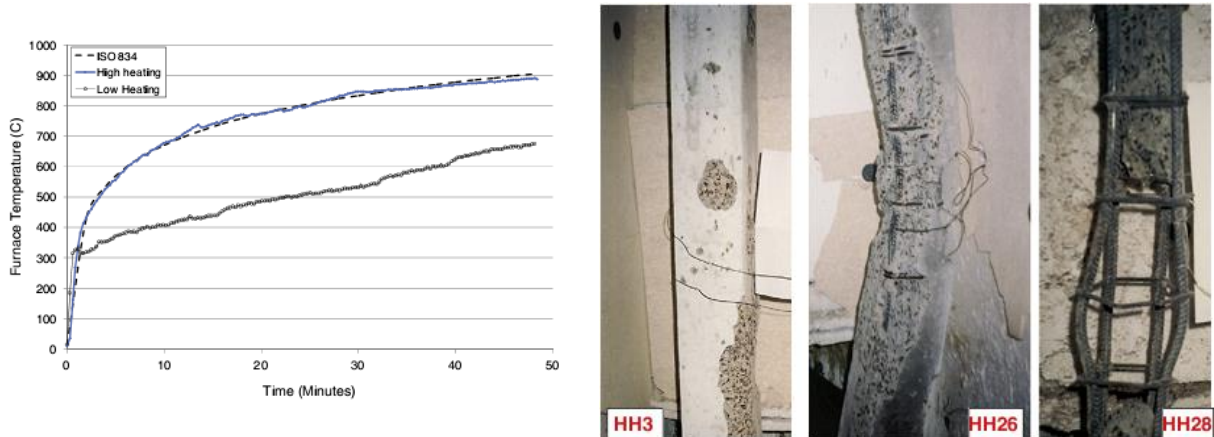 1000
900
800
700
600
500
400
300
200
100
0
Furnace Temperature (C)
ISO 834
High heating
Low Heating
0 10 20 30 40 50
Time (Minutes)
HH3
HH26
HH28